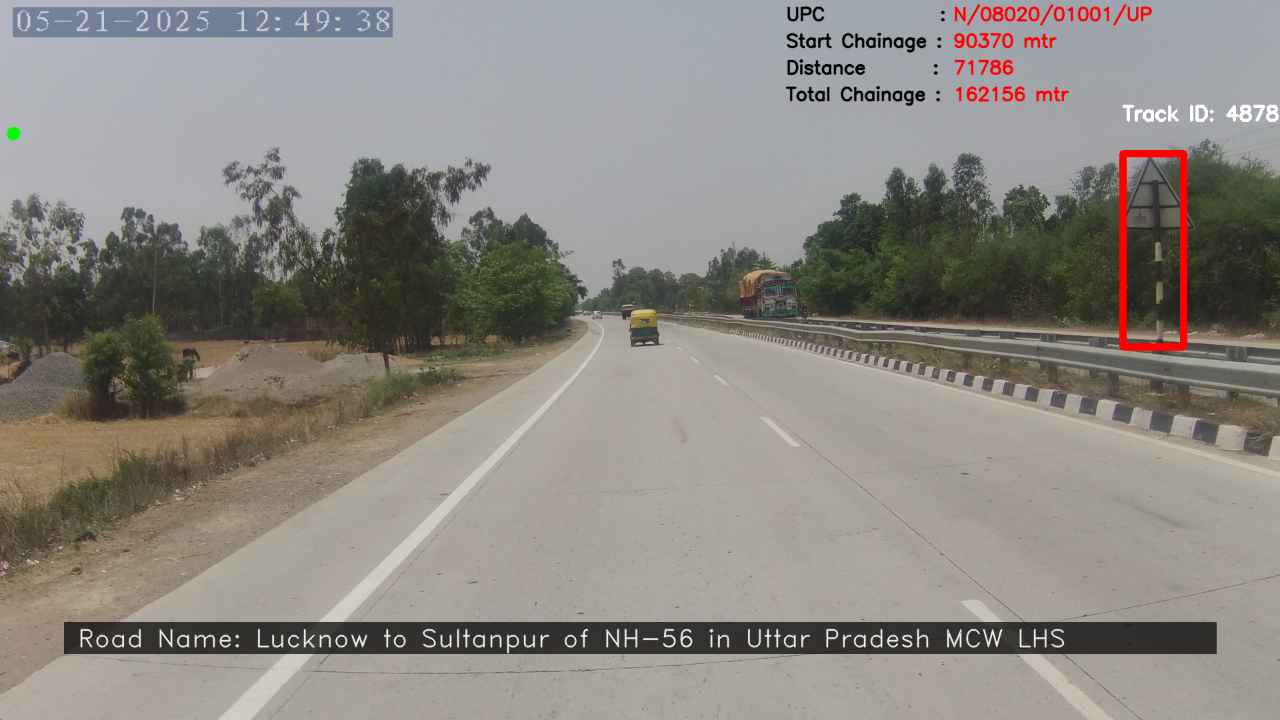 05-21-2025 12:49:38
UPC : N/08020/01001/UP
Start Chainage : 90370 mtr
Distance : 71786
Total Chainage : 162156 mtr
Track ID: 4878
Road Name: Lucknow to Sultanpur of NH-56 in Uttar Pradesh MCW LHS